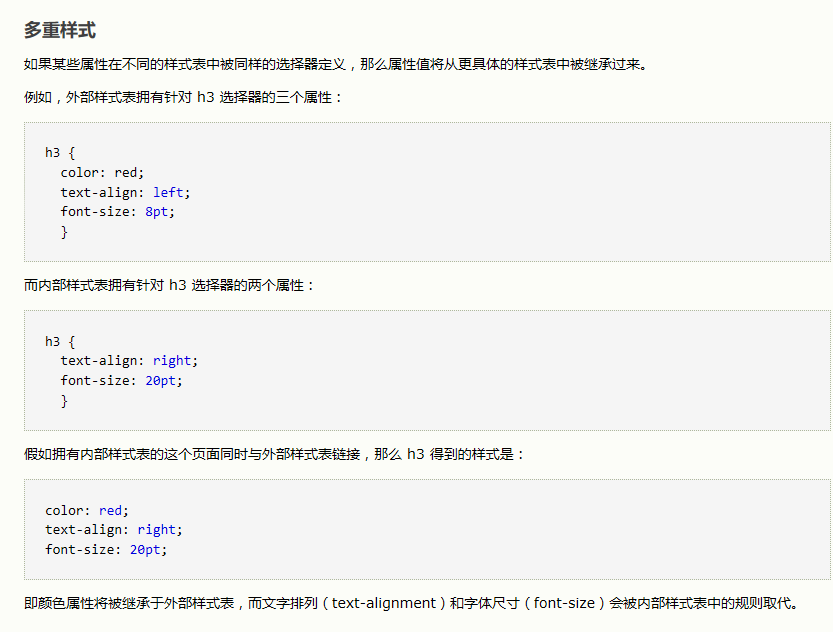 多重样式
如果某些属性在不同的样式表中被同样的选择器定义，那么属性值将从更具体的样式表中被继承过来。
例如，外部样式表拥有针对 h3 选择器的三个属性：
h3 {
  color: red;
  text-align: left;
  font-size: 8pt;
  }
而内部样式表拥有针对 h3 选择器的两个属性：
h3 {
  text-align: right;
  font-size: 20pt;
  }
假如拥有内部样式表的这个页面同时与外部样式表链接，那么 h3 得到的样式是：
color: red;
text-align: right;
font-size: 20pt;
即颜色属性将被继承于外部样式表，而文字排列（text-alignment）和字体尺寸（font-size）会被内部样式表中的规则取代。